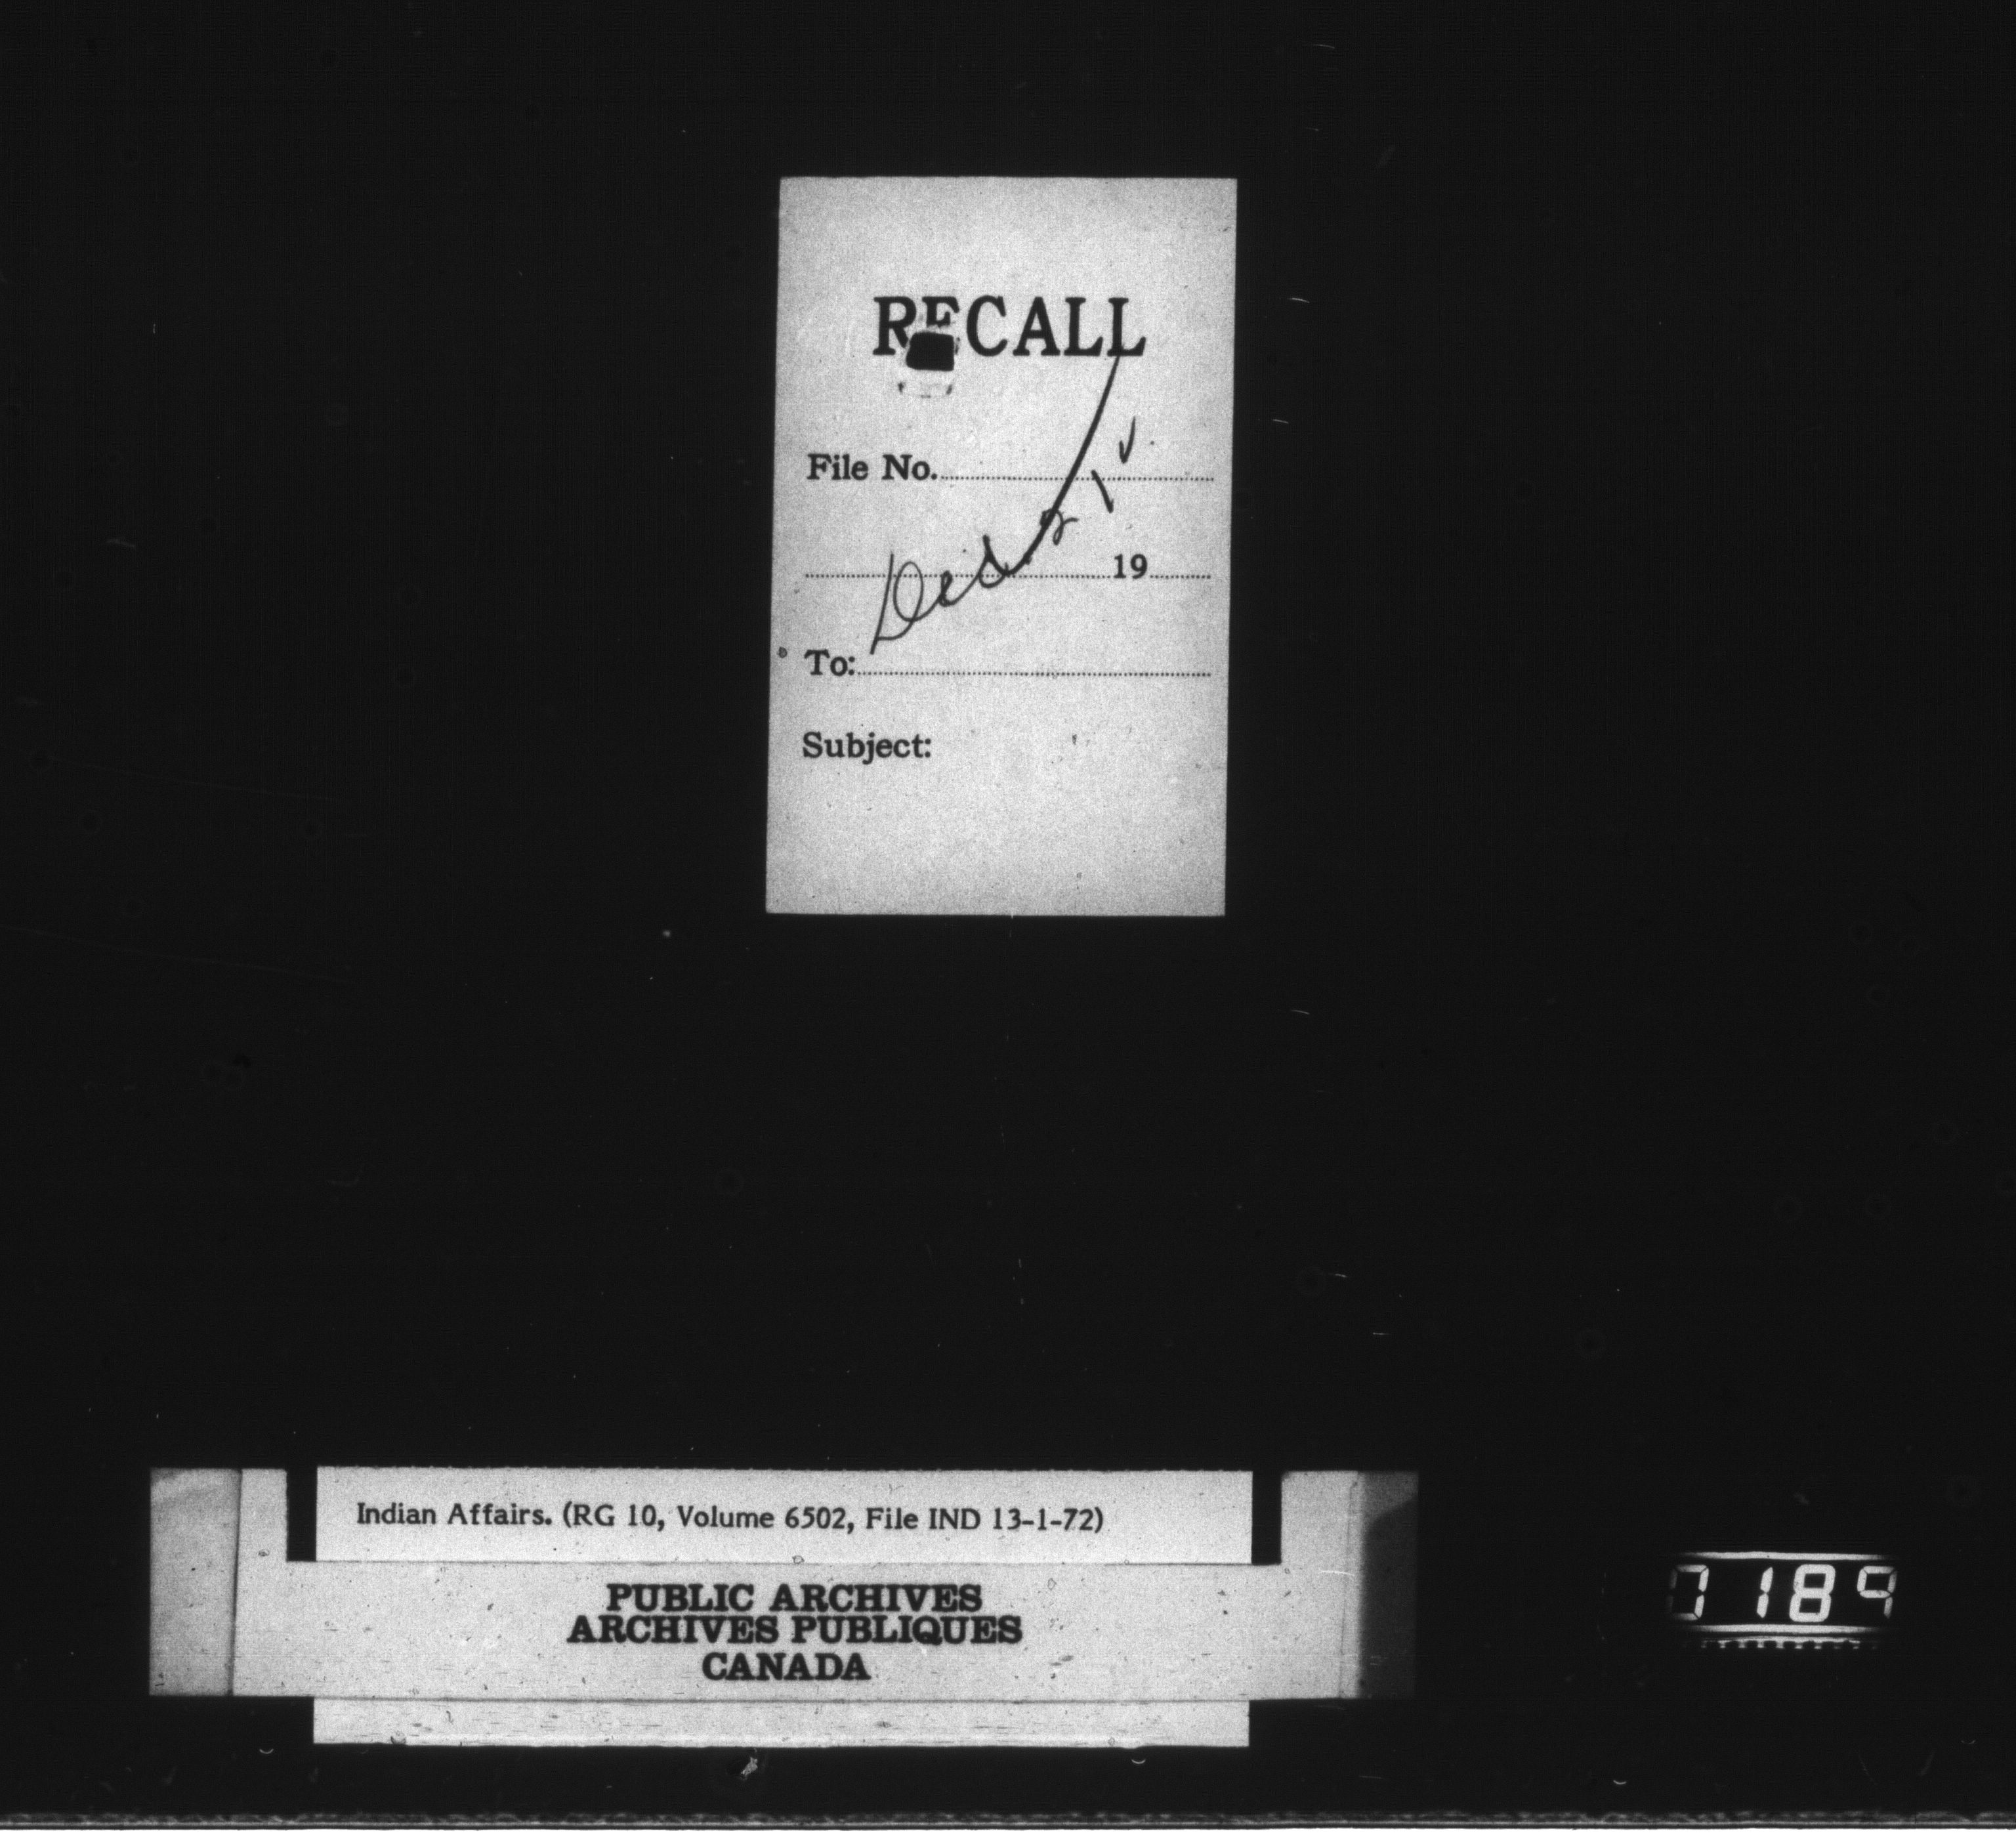 RECALL
File No.
19
To:
Subject:
Indian Affairs. (RG 10, Volume 6502, File IND 13-1-72)
PUBLIC ARCHIVES
ARCHIVES PUBLIQUES
CANADA
7189